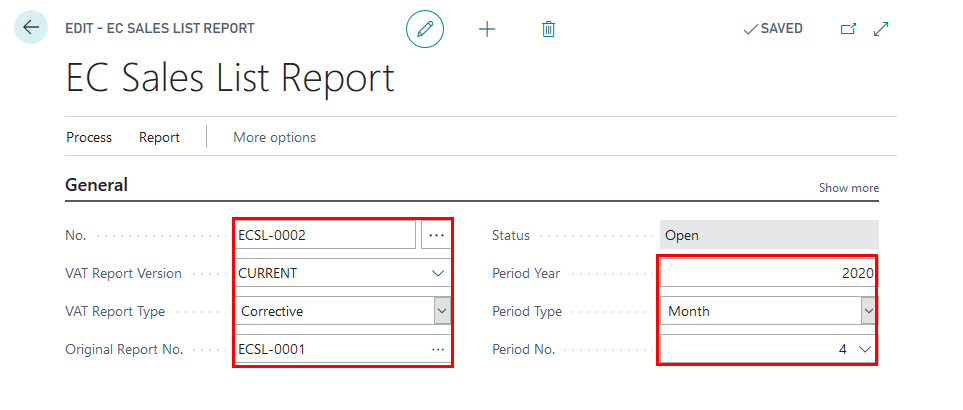 EDIT - EC SALES LIST REPORT
SAVED
EC Sales List Report
Process Report More options
General
Show more
No. ECSL-0002 ...
Status Open
VAT Report Version CURRENT
Period Year 2020
VAT Report Type Corrective
Period Type Month
Original Report No. ECSL-0001 ...
Period No. 4